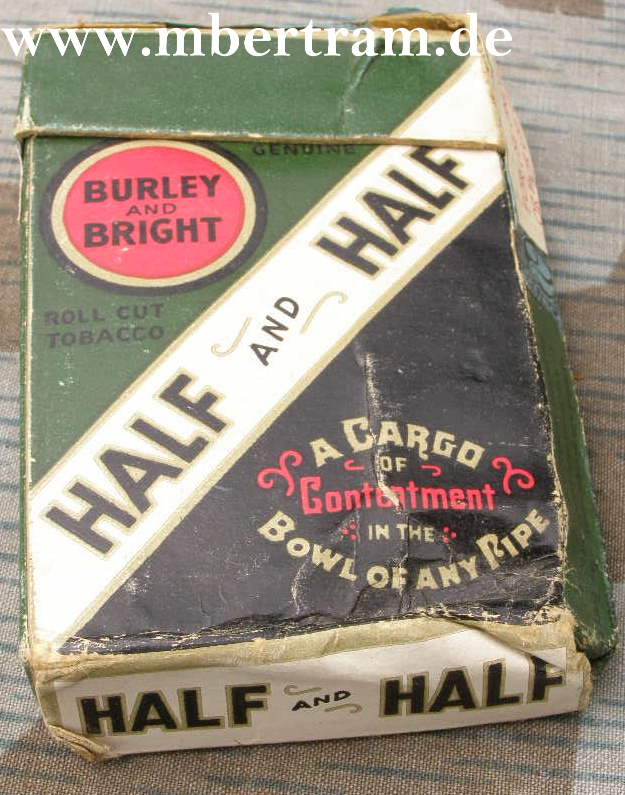 www.mbertram.de
GENUINE
BURLEY
AND
BRIGHT
ROLL CUT
TOBACCO
HALF AND HALF
A CARGO
OF
Contentment
IN THE
BOWL OF ANY PIPE
HALF AND HALF